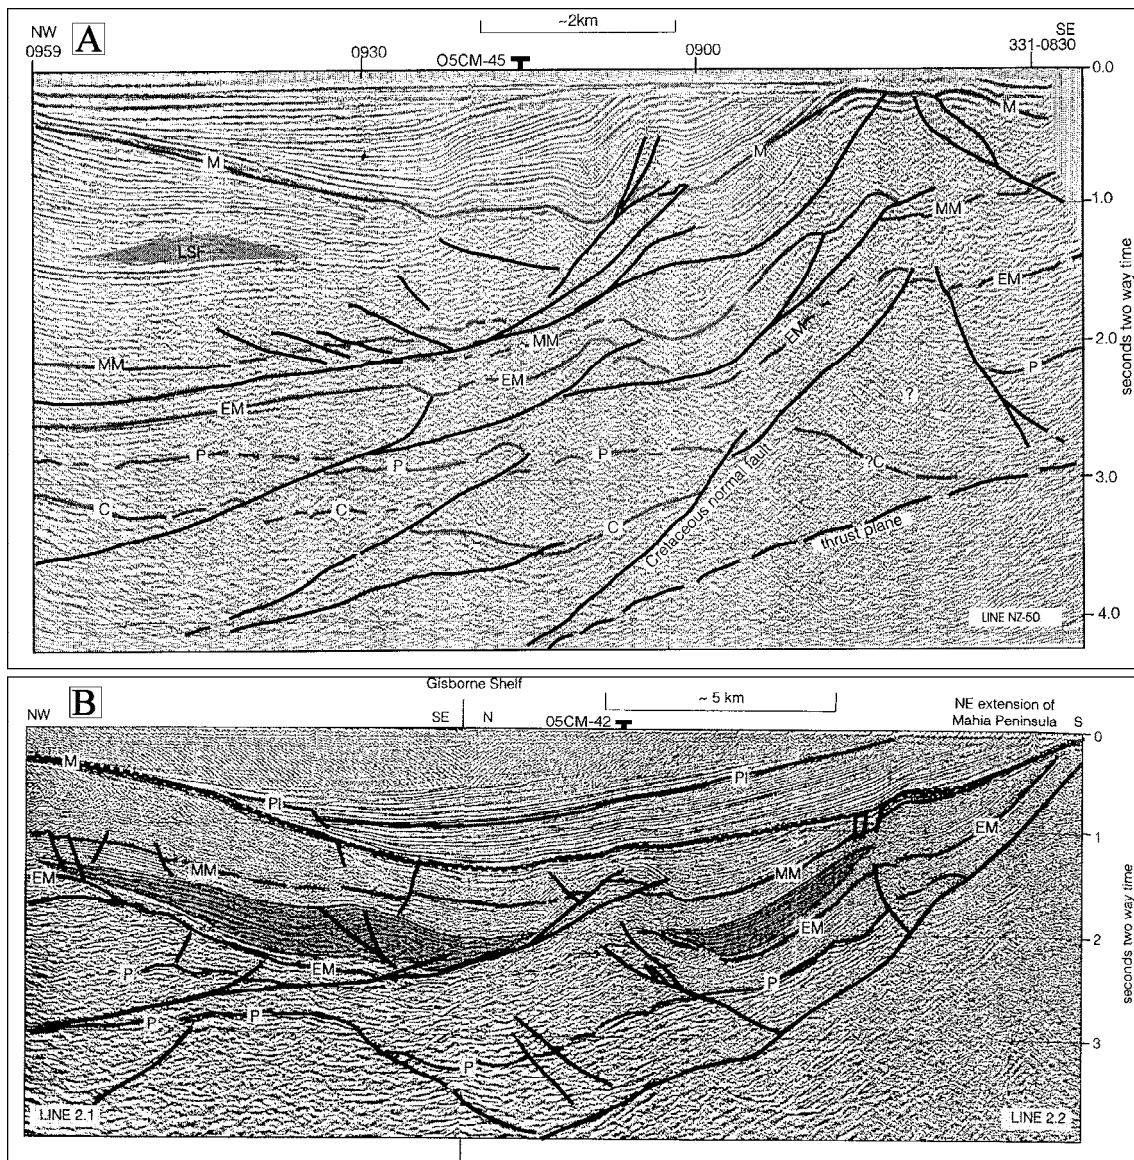 A
NW
0959
0930
O5CM-45
~2km
0900
SE
331-0830
0.0
M
M
M
1.0
MM
LSF
EM
MM
MM
EM
EM
EM
2.0
P
?
P
P
P
?C
3.0
C
C
C
Cretaceous normal fault
thrust plane
4.0
LINE NZ-5D
seconds two way time
B
NW
Gisborne Shelf
SE
N
05CM-42
~ 5 km
NE extension of
Mahia Peninsula
S
0
M
Pl
Pl
1
EM
MM
MM
EM
EM
EM
2
P
P
P
P
P
3
LINE 2.1
LINE 2.2
seconds two way time